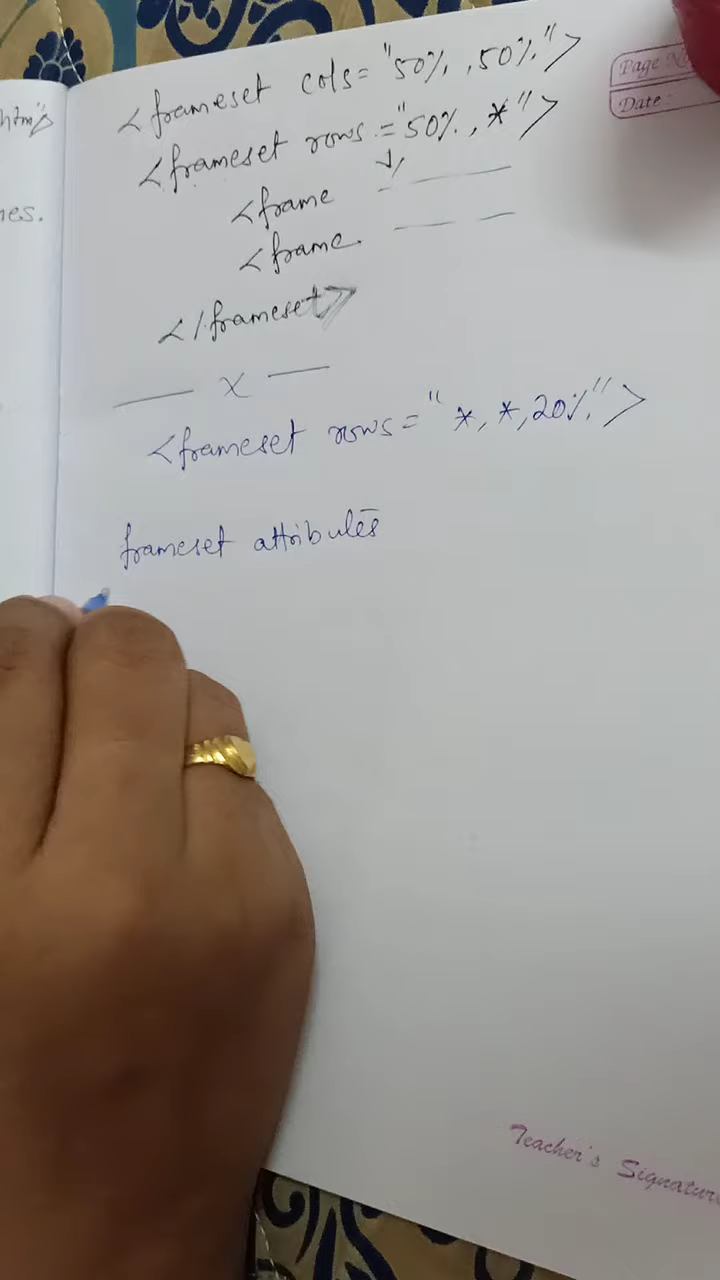 <frameset cols="50%,50%">
<frameset rows="50%,*">
<frame
<frame.
</frameset>
x
<frameset rows="*,*,20%">
frameset attributes
Page No
Date:
Teacher's Signature